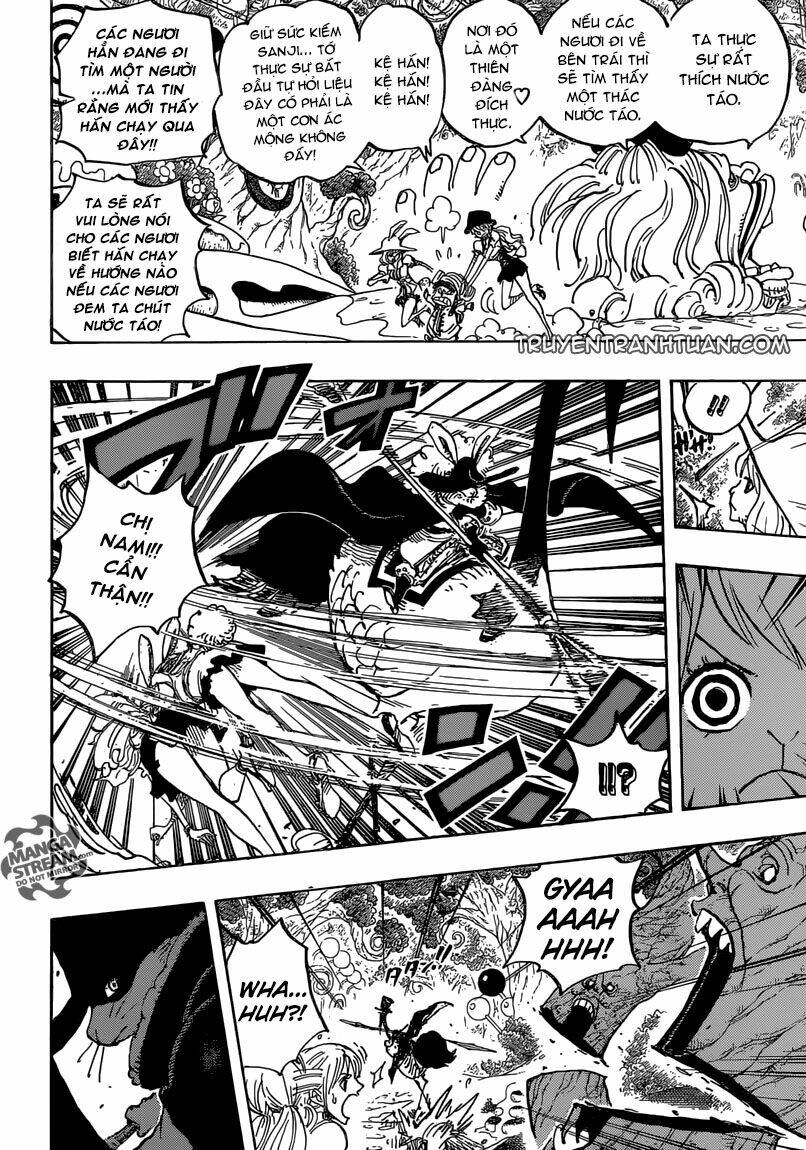 TA THỰC
SỰ RẤT
THÍCH NƯỚC
TÁO.
NẾU CÁC
NGƯƠI ĐI VỀ
BÊN TRÁI THÌ
SẼ TÌM THẤY
MỘT THÁC
NƯỚC TÁO.
NƠI ĐÓ
LÀ MỘT
THIÊN
ĐÀNG
ĐÍCH
THỰC.
KỆ HẮN!
KỆ HẮN!
KỆ HẮN!
GIỮ SỨC KIẾM
SANJI... TỚ
THỰC SỰ BẮT
ĐẦU TỰ HỎI LIỆU
ĐÂY CÓ PHẢI LÀ
MỘT CƠN ÁC
MỘNG KHÔNG
ĐẤY!
CÁC NGƯƠI
HẲN ĐANG ĐI
TÌM MỘT NGƯỜI
...MÀ TA TIN
RẰNG MỚI THẤY
HẮN CHẠY QUA
ĐÂY!!
TA SẼ RẤT
VUI LÒNG NÓI
CHO CÁC NGƯƠI
BIẾT HẮN CHẠY
VỀ HƯỚNG NÀO
NẾU CÁC NGƯƠI
ĐEM TA CHÚT
NƯỚC TÁO!
TRUYENTRANHTUAN.COM
!!
CHỊ
NAMI!!
CẨN
THẬN!!
!!?
MANGA
STREAM.com
DO NOT MIRROR
GYAA
AAAH
HHH!
WHA...
HUH?!